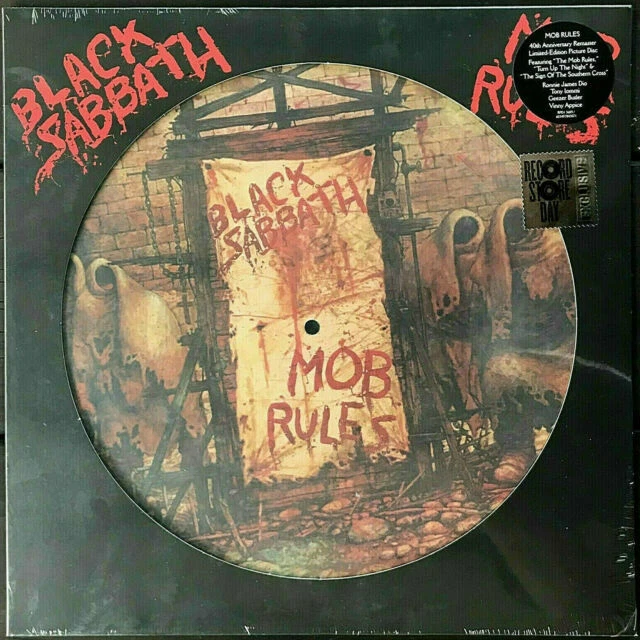 BLACK
SABBATH
RU
MOB RULES
40th Anniversary Remaster
Limited-Edition Picture Disc
Featuring "The Mob Rules,"
"Turn Up The Night" &
"The Sign Of The Southern Cross"
Ronnie James Dio
Tony Iommi
Geezer Butler
Vinny Appice
RECORD
STORE
DAY
EXCLUSIVE
BLACK
SABBATH
MOB
RULES